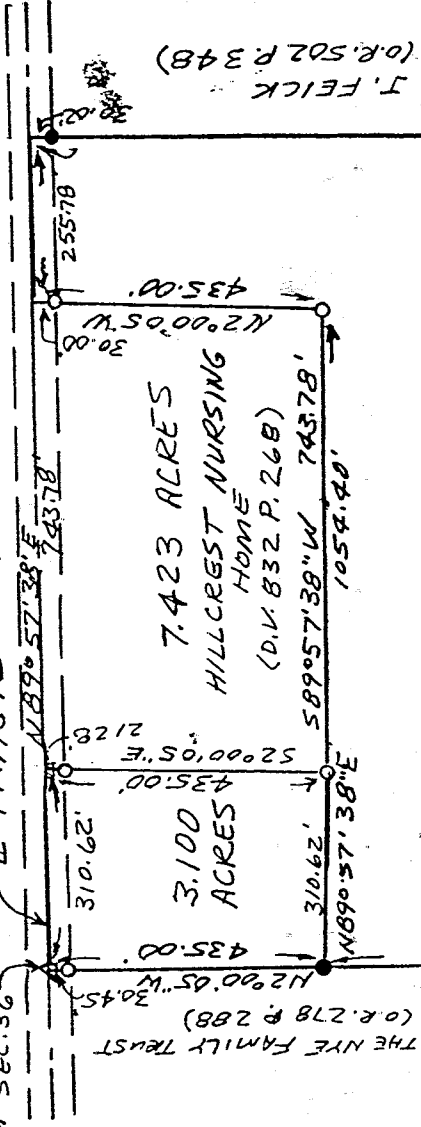 J. FEICK
(O.R. 502 P. 348)
30.02'
255.78
N2°00'05"W
435.00'
30.00
743.78'
N89°57'38"E
7.423 ACRES
HILLCREST NURSING
HOME
(D.V. 832 P. 268)
S89°57'38"W 743.78'
1054.40'
21.28
S2°00'05"E
435.00'
310.62'
3.100
ACRES
310.62'
N89°57'38"E
N2°00'05"W
435.00'
30.45'
THE NYE FAMILY TRUST
(O.R. 278 P. 288)
SEC. 36